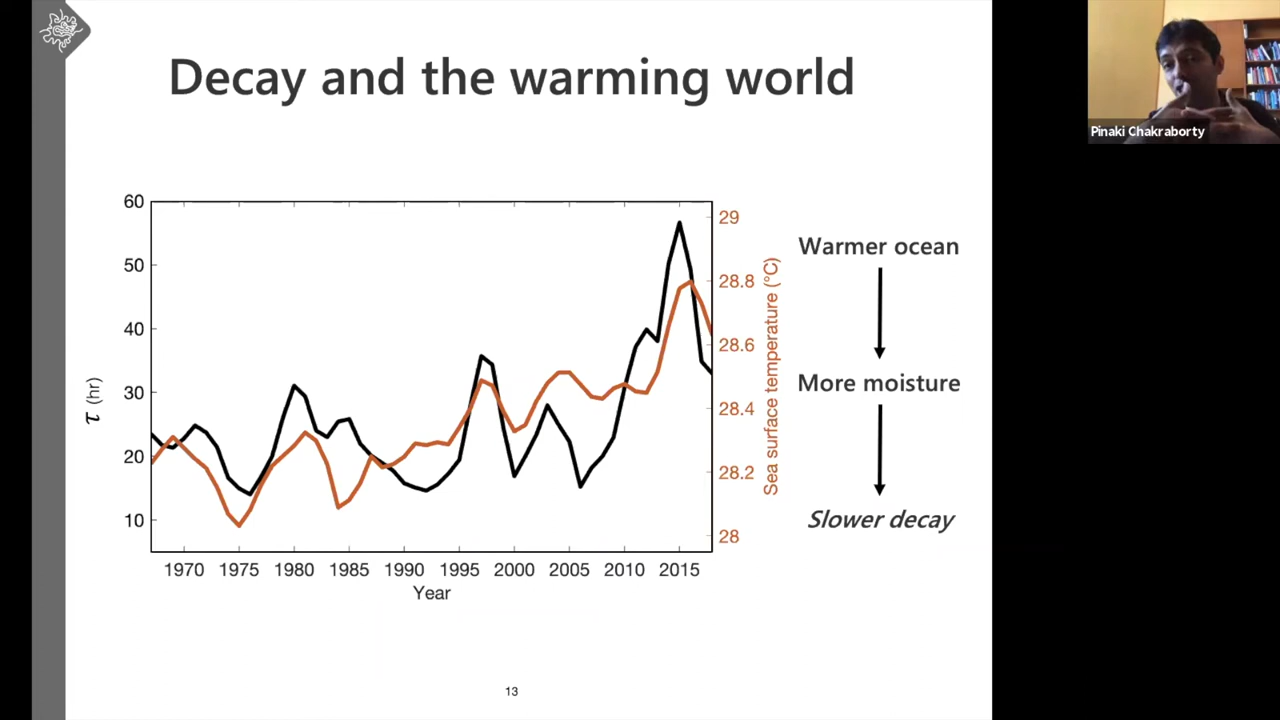 Decay and the warming world
Pinaki Chakraborty
60
50
40
30
20
10
τ (hr)
29
28.8
28.6
28.4
28.2
28
Sea surface temperature (°C)
1970 1975 1980 1985 1990 1995 2000 2005 2010 2015
Year
Warmer ocean
More moisture
Slower decay
13